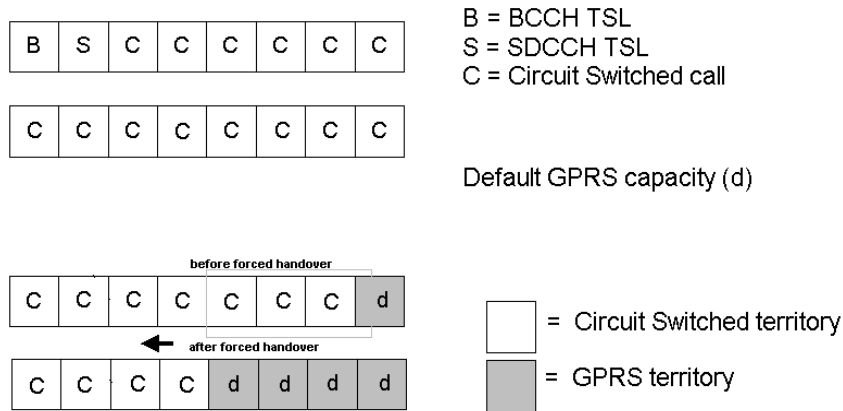 B S C C C C C C
C C C C C C C C
B = BCCH TSL
S = SDCCH TSL
C = Circuit Switched call
Default GPRS capacity (d)
before forced handover
C C C C C C C d
after forced handover
C C C C d d d d
= Circuit Switched territory
= GPRS territory